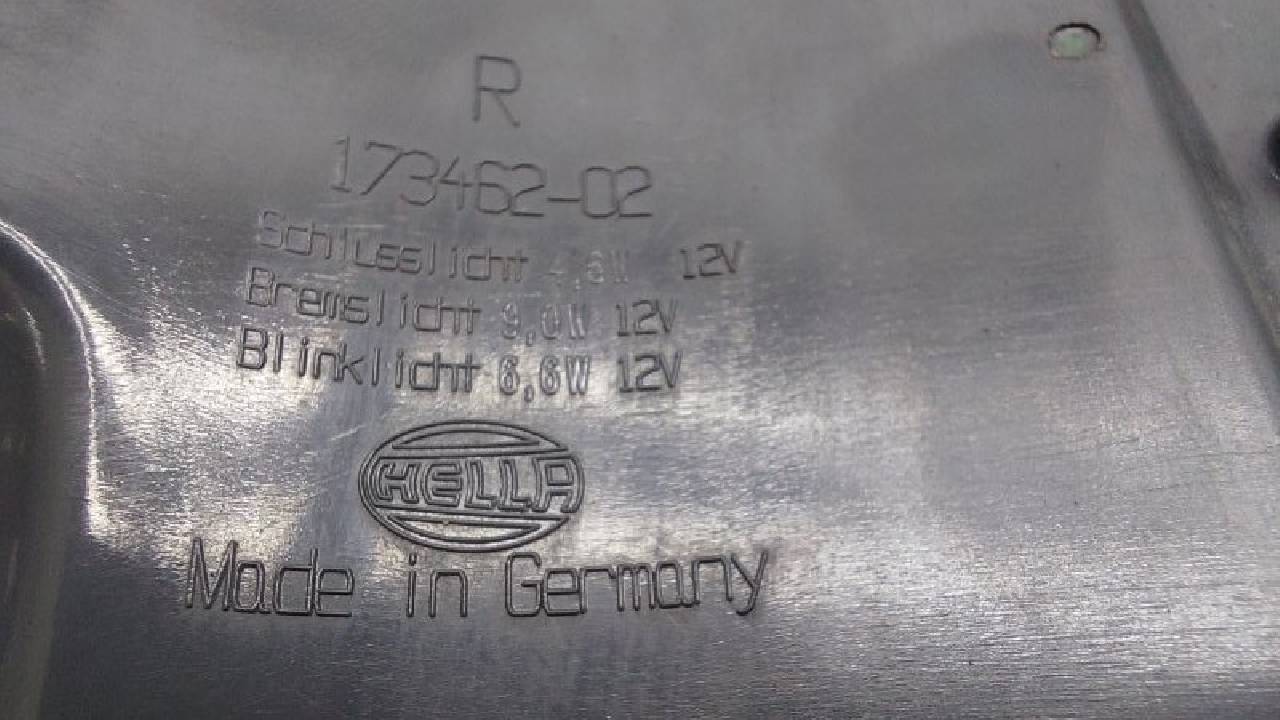 R
173462-02
Schlusslicht 4,6W 12V
Bremslicht 9,0W 12V
Blinklicht 6,6W 12V
HELLA
Made in Germany